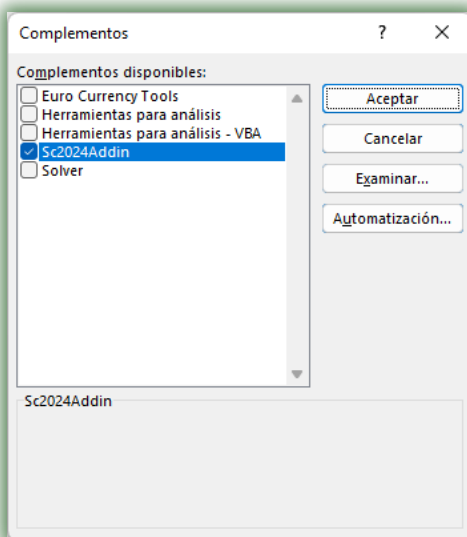 Complementos
?
Complementos disponibles:
Euro Currency Tools
Herramientas para análisis
Herramientas para análisis - VBA
Sc2024Addin
Solver
Aceptar
Cancelar
Examinar...
Automatización...
Sc2024Addin